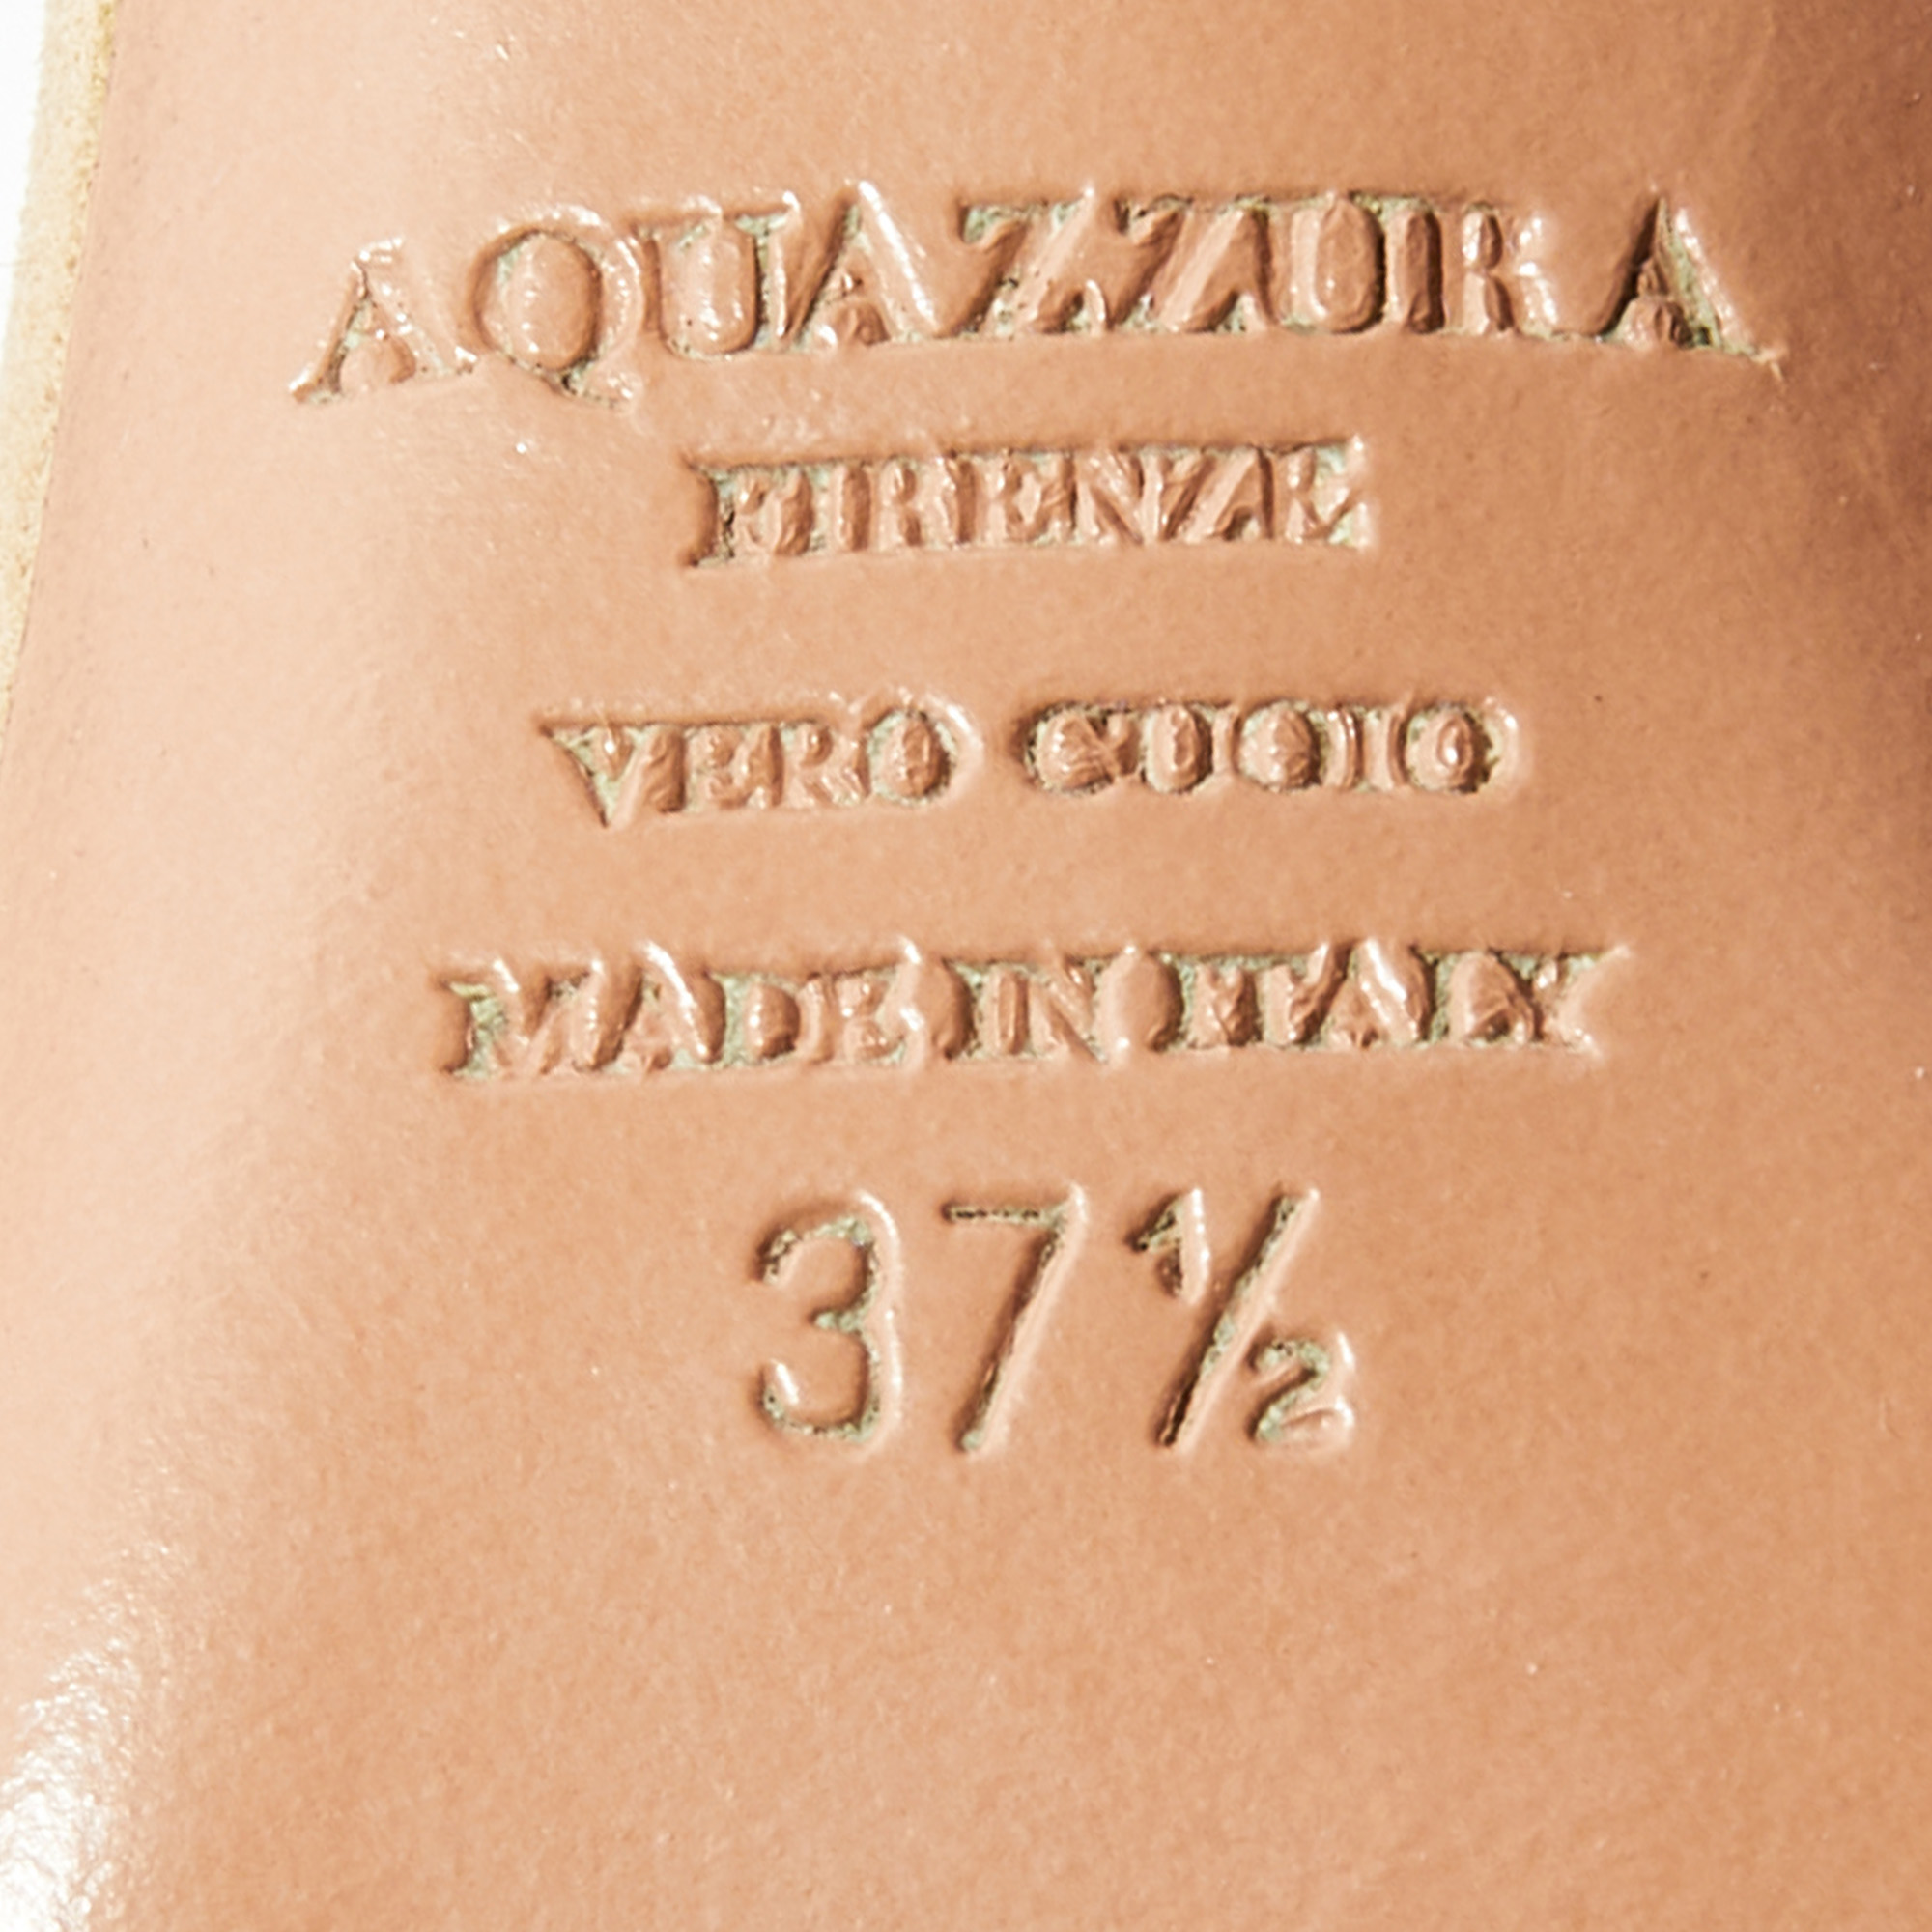 AQUAZZURA
FIRENZE
VERO CUOIO
MADE IN ITALY
37½